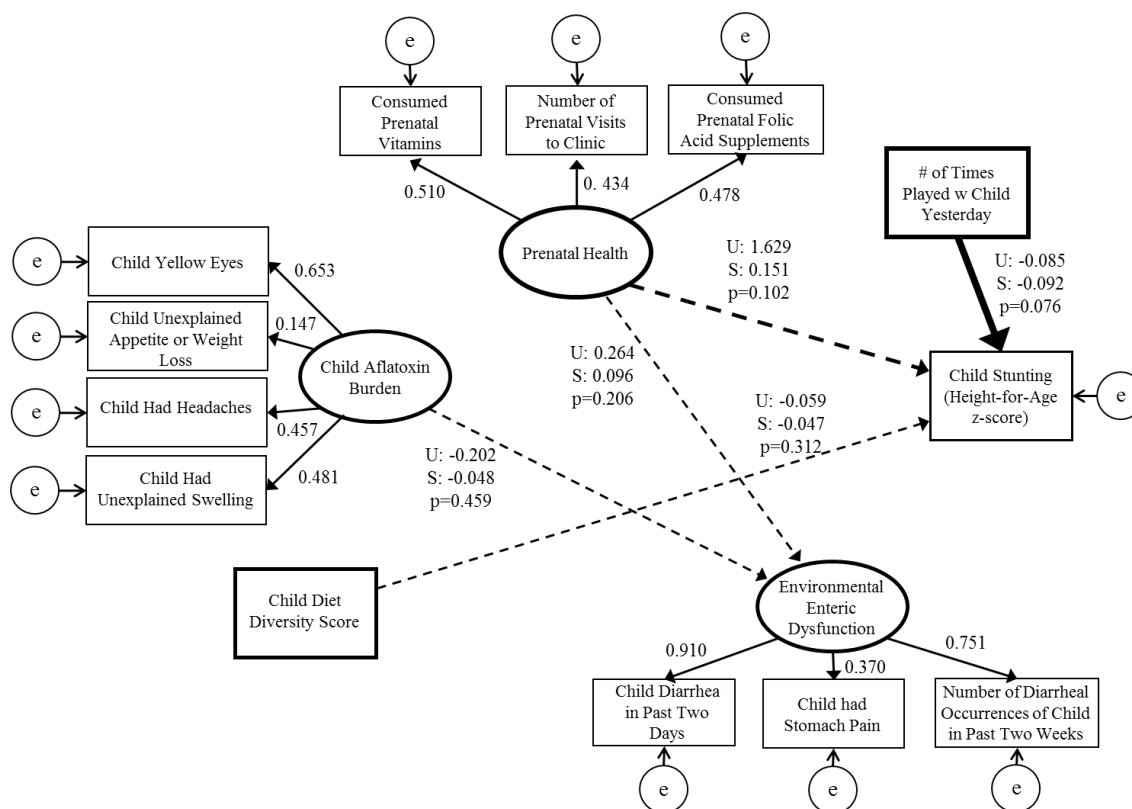 e
e
e
Consumed
Prenatal
Vitamins
Number of
Prenatal Visits
to Clinic
Consumed
Prenatal Folic
Acid Supplements
0.510
0. 434
0.478
# of Times
Played w Child
Yesterday
Prenatal Health
U: 1.629
S: 0.151
p=0.102
U: -0.085
S: -0.092
p=0.076
e
Child Yellow Eyes
0.653
e
Child Unexplained
Appetite or Weight
Loss
0.147
Child Aflatoxin
Burden
e
Child Had Headaches
0.457
e
Child Had
Unexplained Swelling
0.481
U: 0.264
S: 0.096
p=0.206
U: -0.059
S: -0.047
p=0.312
Child Stunting
(Height-for-Age
z-score)
e
U: -0.202
S: -0.048
p=0.459
Child Diet
Diversity Score
Environmental
Enteric
Dysfunction
0.910
0.370
0.751
Child Diarrhea
in Past Two
Days
Child had
Stomach Pain
Number of Diarrheal
Occurrences of Child
in Past Two Weeks
e
e
e